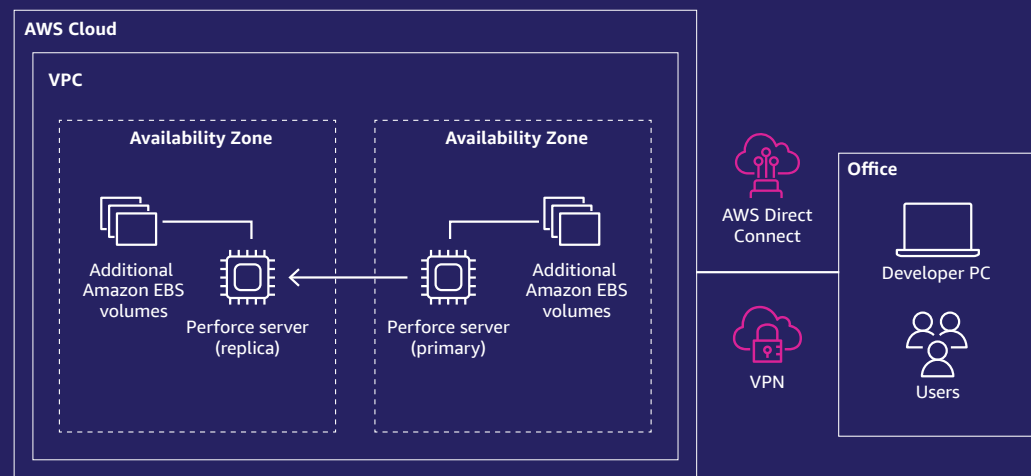 AWS Cloud
VPC
Availability Zone
Additional
Amazon EBS
volumes
Perforce server
(replica)
Availability Zone
Perforce server
(primary)
Additional
Amazon EBS
volumes
AWS Direct
Connect
VPN
Office
Developer PC
Users